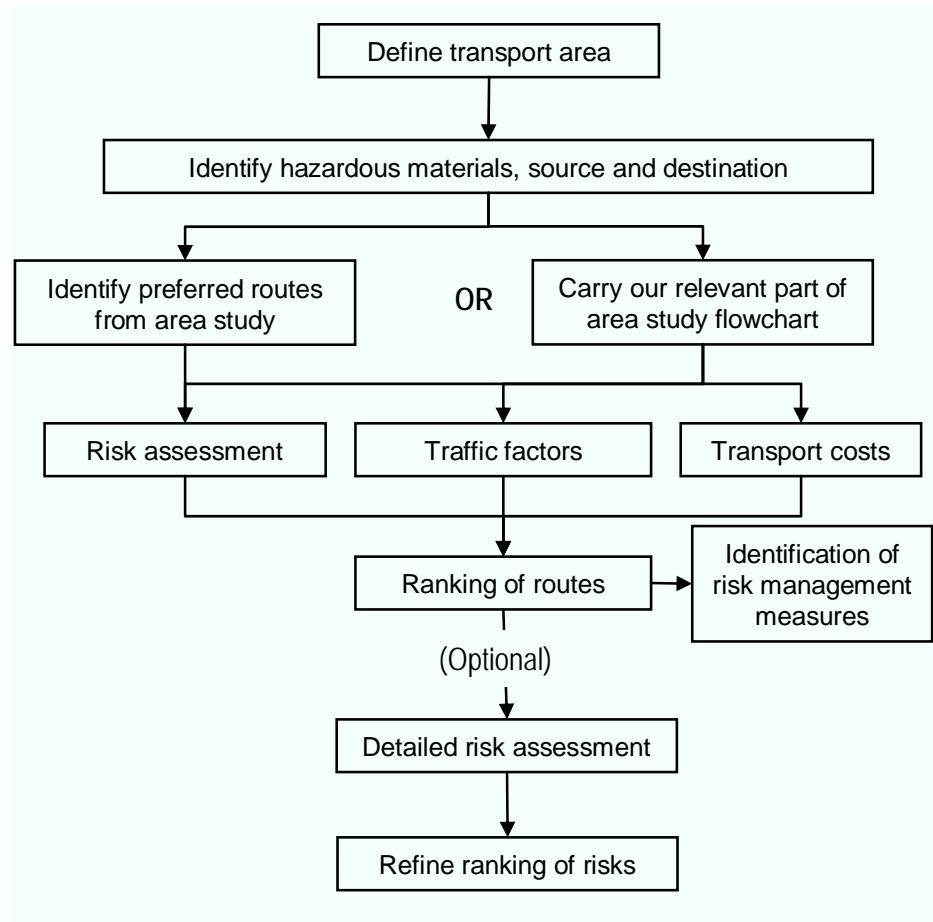 Define transport area
Identify hazardous materials, source and destination
Identify preferred routes
from area study
OR
Carry our relevant part of
area study flowchart
Risk assessment
Traffic factors
Transport costs
Ranking of routes
Identification of
risk management
measures
(Optional)
Detailed risk assessment
Refine ranking of risks